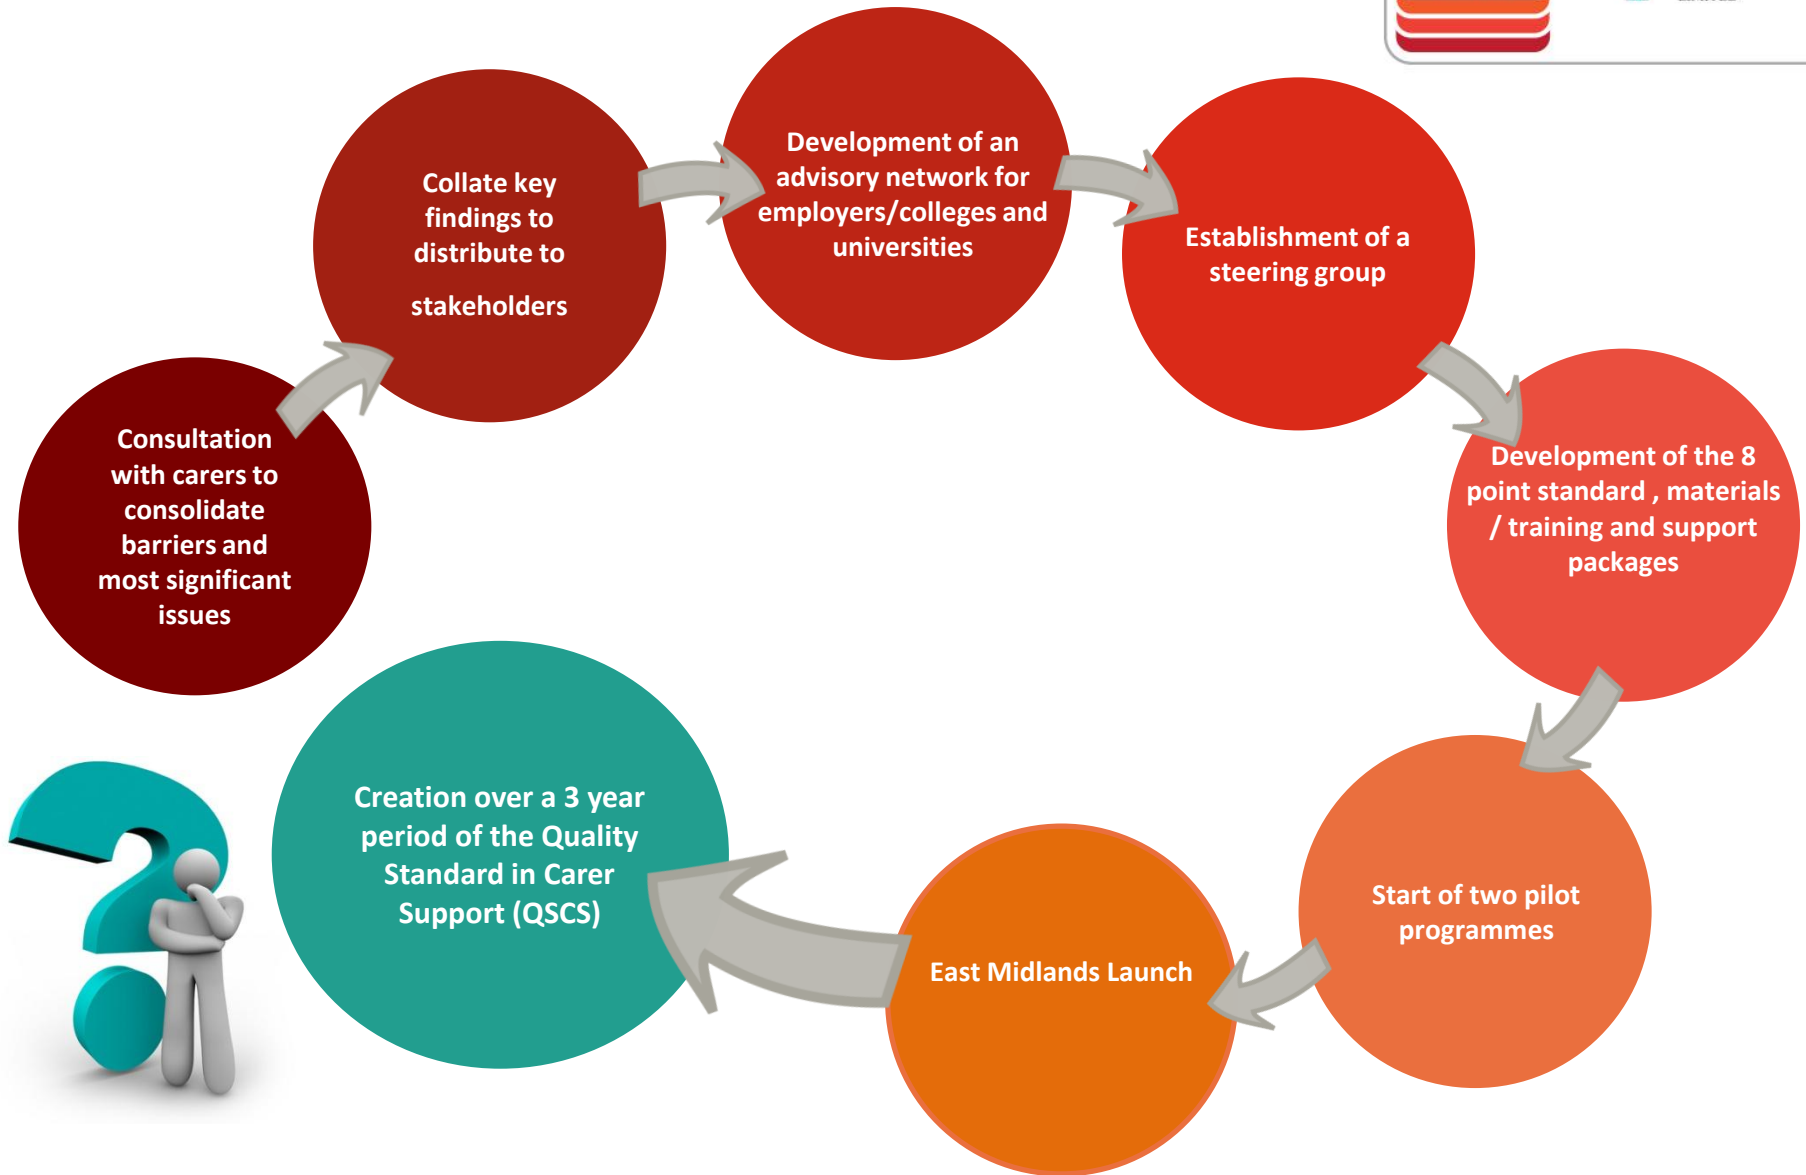 Consultation
with carers to
consolidate
barriers and
most significant
issues
Collate key
findings to
distribute to
stakeholders
Development of an
advisory network for
employers/colleges and
universities
Establishment of a
steering group
Development of the 8
point standard , materials
/ training and support
packages
Start of two pilot
programmes
East Midlands Launch
Creation over a 3 year
period of the Quality
Standard in Carer
Support (QSCS)